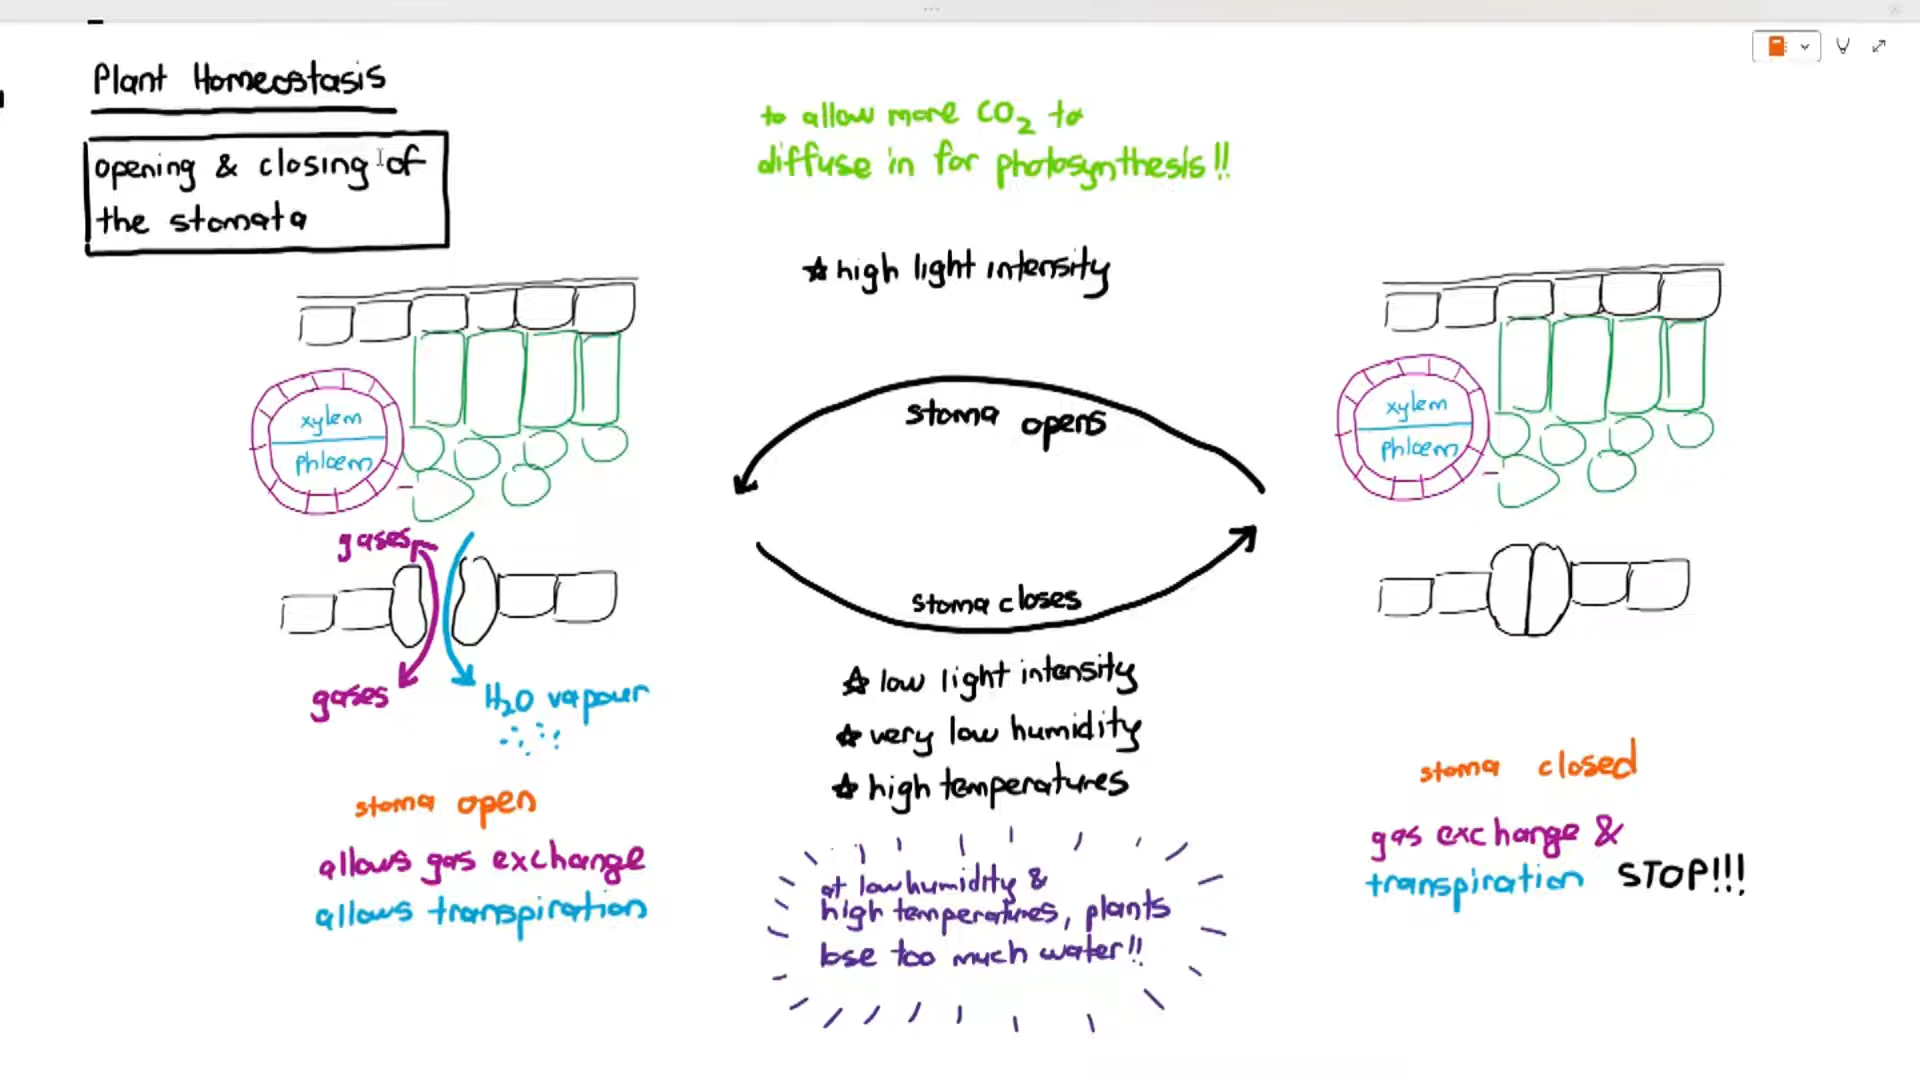 Plant Homeostasis
opening & closing of
the stomata
to allow more CO2 to
diffuse in for photosynthesis!!
☆ high light intensity
stoma opens
stoma closes
☆ low light intensity
☆ very low humidity
☆ high temperatures
at low humidity &
high temperatures, plants
lose too much water!!
xylem
phloem
gases
gases
H2O vapour
stoma open
allows gas exchange
allows transpiration
xylem
phloem
stoma closed
gas exchange &
transpiration STOP!!!